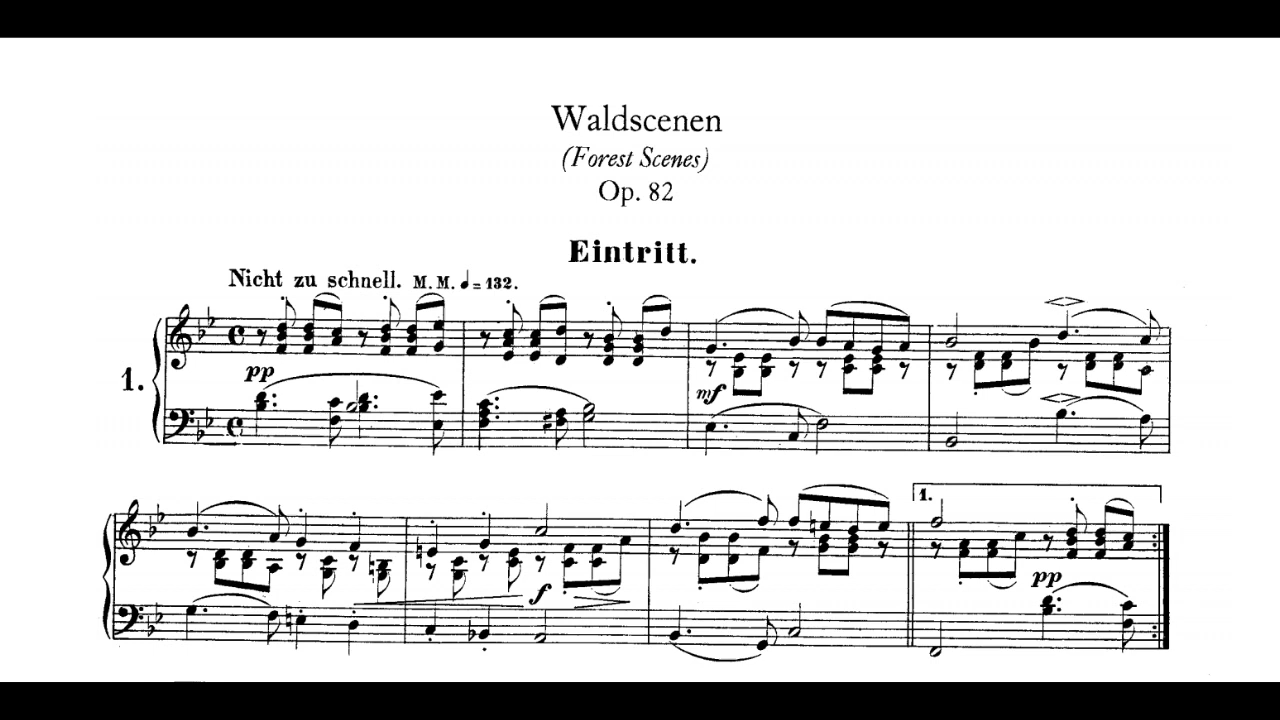 Waldscenen
(Forest Scenes)
Op. 82
Eintritt.
Nicht zu schnell. M. M. ♩= 132.
1.
pp
mf
1.
f
pp